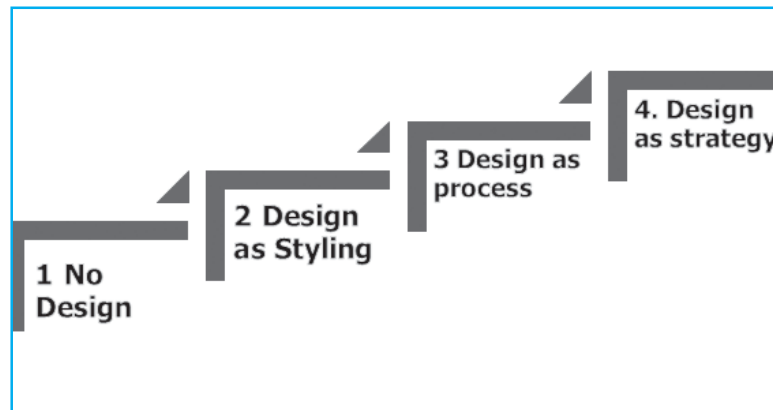 1 No
Design
2 Design
as Styling
3 Design as
process
4. Design
as strategy